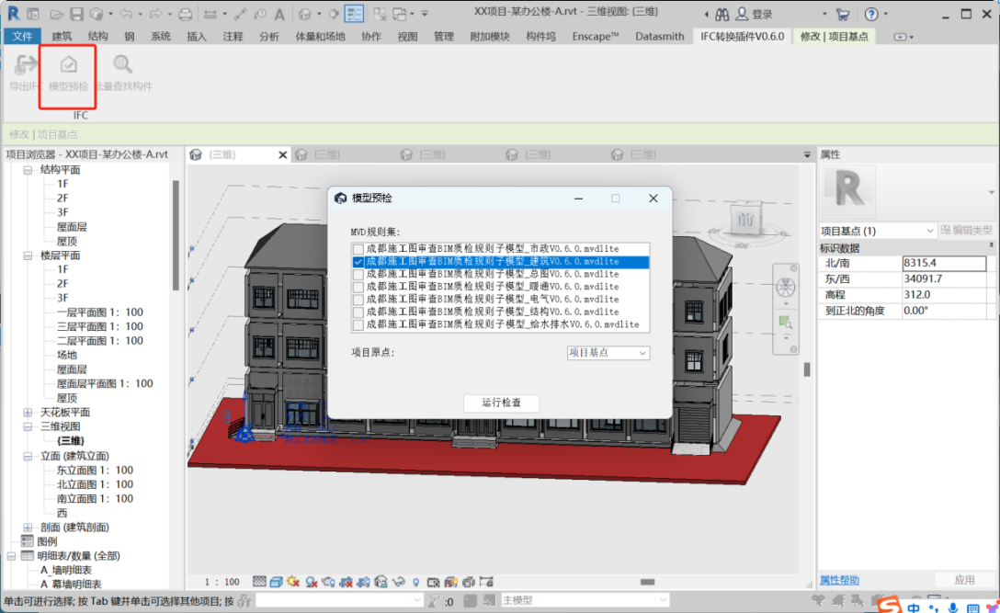 XX项目-某办公楼-A.rvt - 三维视图: {三维}
登录
文件 建筑 结构 钢 系统 插入 注释 分析 体量和场地 协作 视图 管理 附加模块 构件坞 Enscape™ Datasmith IFC转换插件V0.6.0 修改 | 项目基点
导出IFC 模型预检 批量查找构件
IFC
修改 | 项目基点
项目浏览器 - XX项目-某办公楼-A.rvt
结构平面
1F
2F
3F
屋面层
屋顶
楼层平面
1F
2F
3F
一层平面图 1：100
三层平面图 1：100
二层平面图 1：100
场地
屋面层
屋面层平面图 1：100
屋顶
天花板平面
三维视图
{三维}
立面 (建筑立面)
东立面图 1：100
北立面图 1：100
南立面图 1：100
西
剖面 (建筑剖面)
图例
明细表/数量 (全部)
A_墙明细表
A_幕墙明细表
{三维} {三维} {三维} {三维} {三维}
前
模型预检
MVD规则集:
成都施工图审查BIM质检规则子模型_市政V0.6.0.mvdlite
成都施工图审查BIM质检规则子模型_建筑V0.6.0.mvdlite
成都施工图审查BIM质检规则子模型_总图V0.6.0.mvdlite
成都施工图审查BIM质检规则子模型_暖通V0.6.0.mvdlite
成都施工图审查BIM质检规则子模型_电气V0.6.0.mvdlite
成都施工图审查BIM质检规则子模型_结构V0.6.0.mvdlite
成都施工图审查BIM质检规则子模型_给水排水V0.6.0.mvdlite
项目原点:
项目基点
运行检查
属性
R
项目基点 (1)
编辑类型
标识数据
北/南 8315.4
东/西 34091.7
高程 312.0
到正北的角度 0.00°
属性帮助
应用
1 : 100
单击可进行选择; 按 Tab 键并单击可选择其他项目; 按
:0
主模型
中